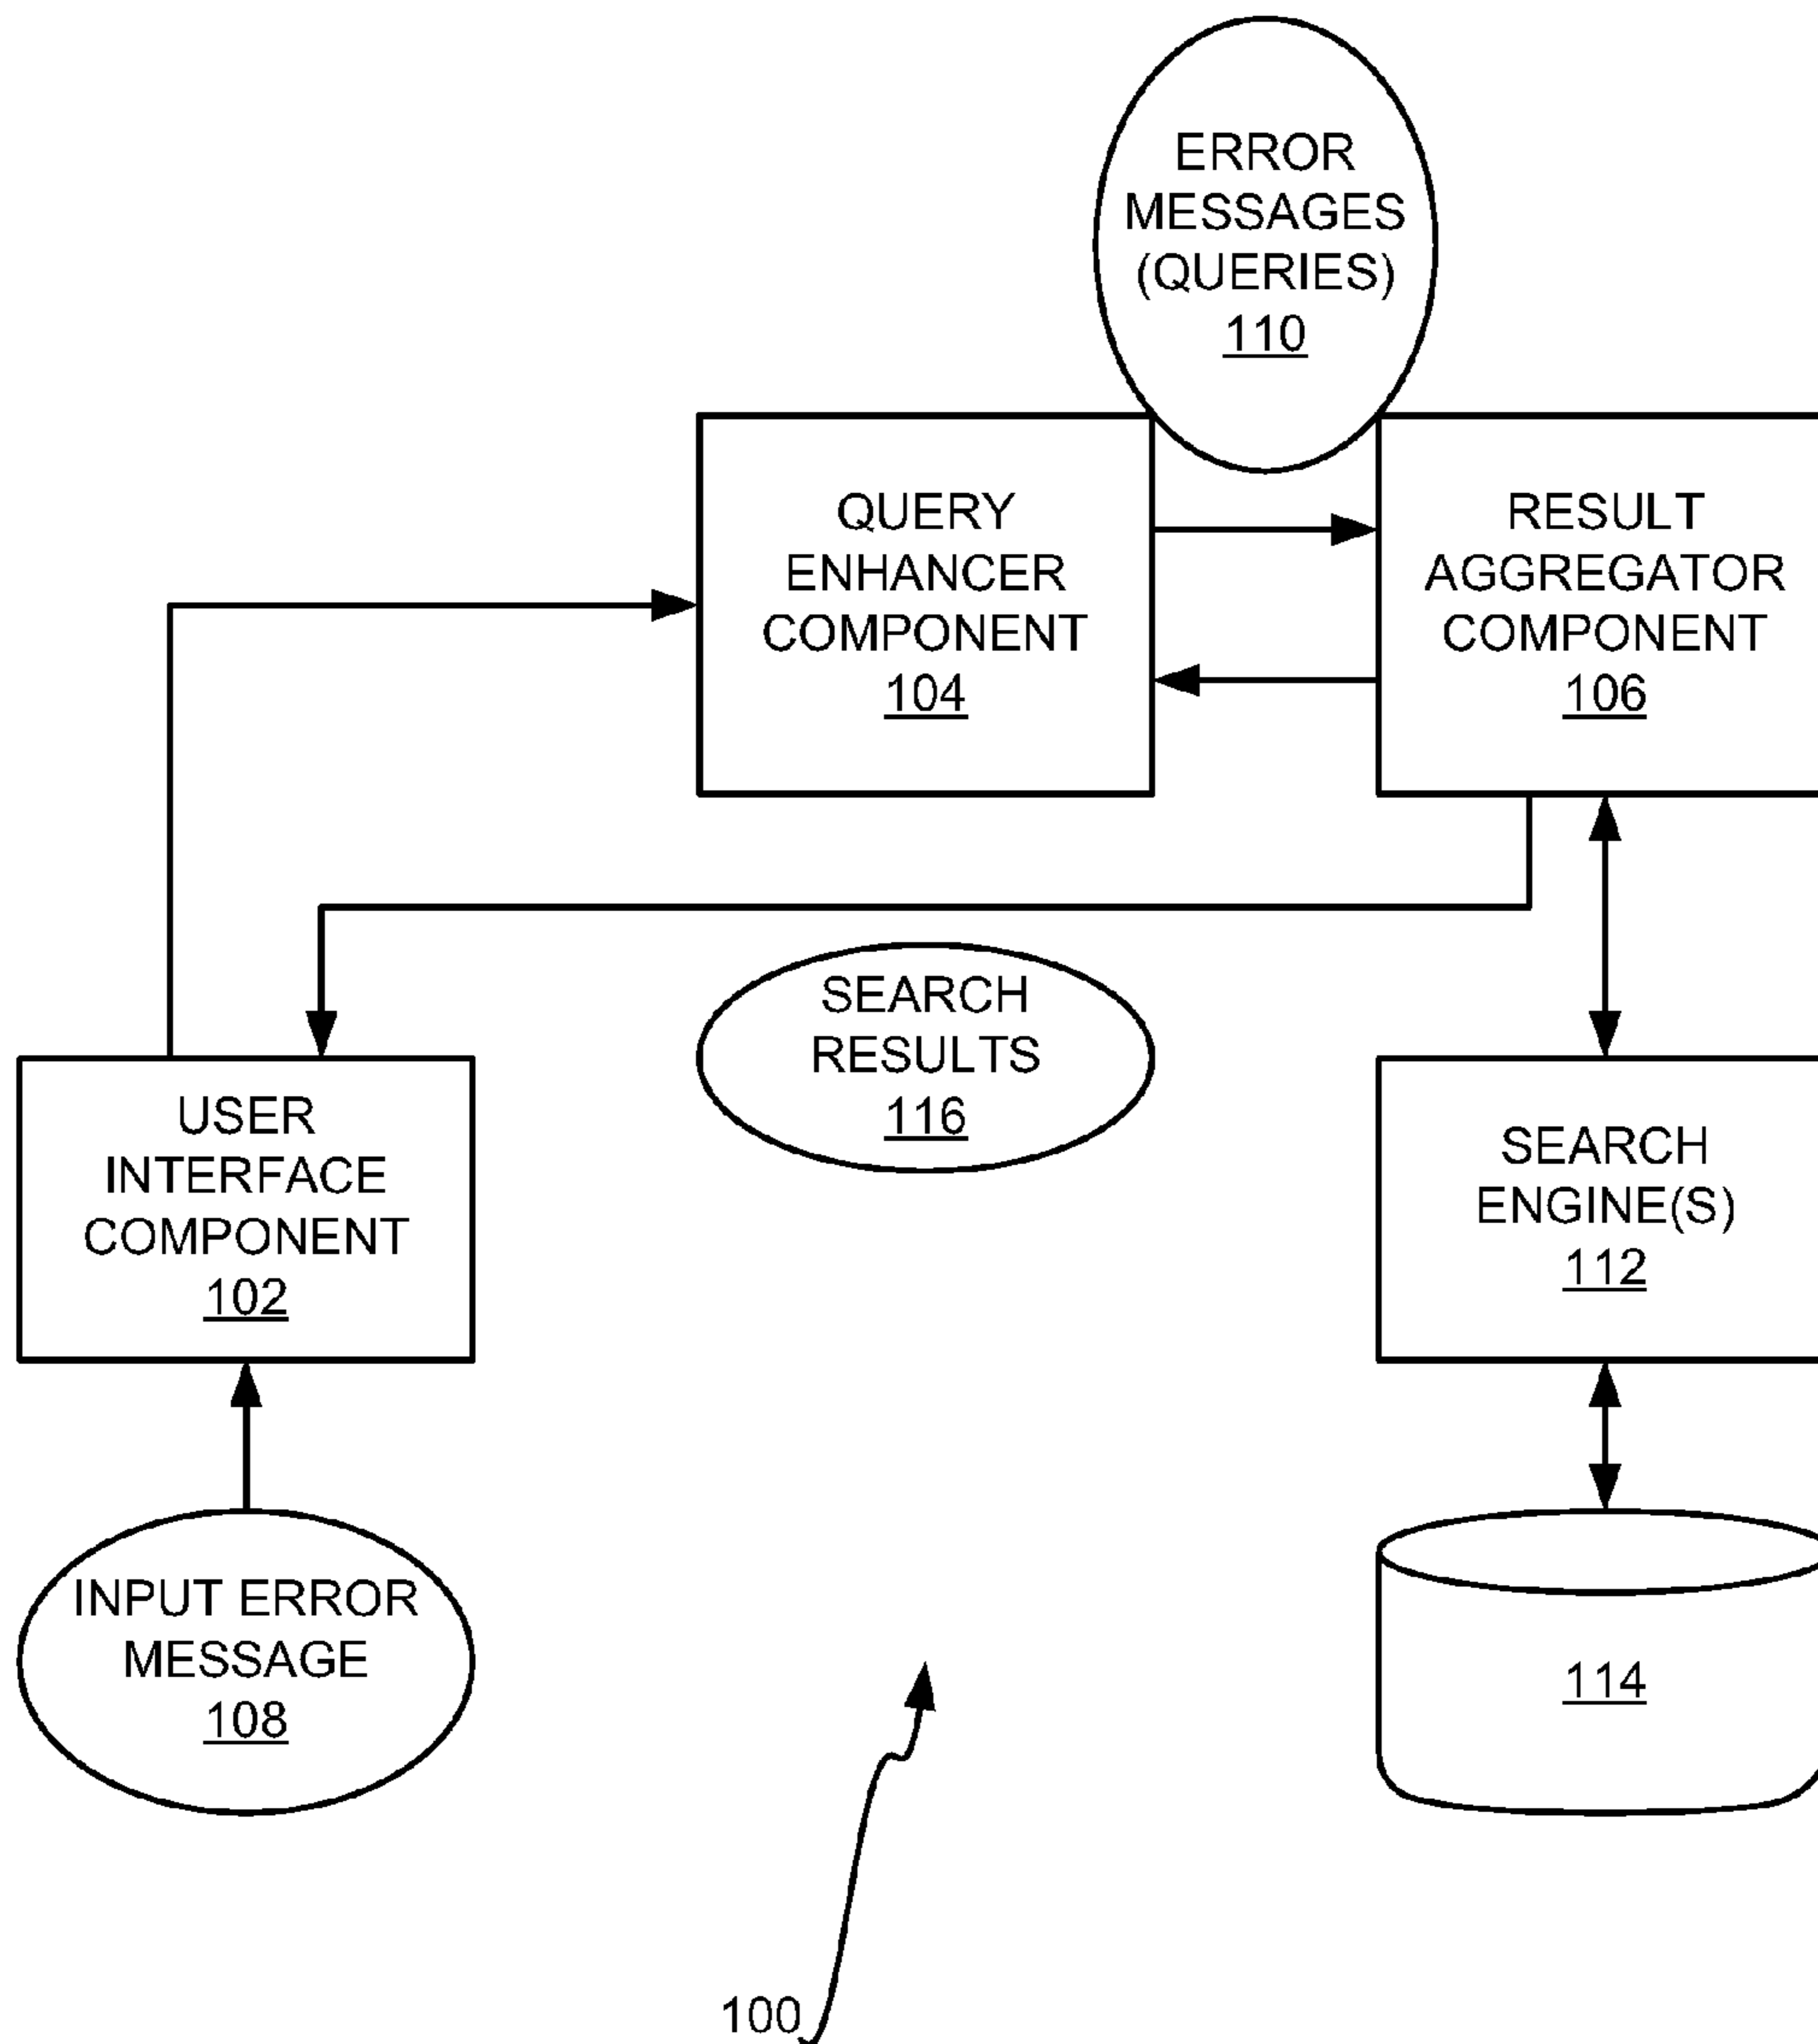 ERROR
MESSAGES
(QUERIES)
110
QUERY
ENHANCER
COMPONENT
104
RESULT
AGGREGATOR
COMPONENT
106
SEARCH
RESULTS
116
USER
INTERFACE
COMPONENT
102
SEARCH
ENGINE(S)
112
INPUT ERROR
MESSAGE
108
114
100